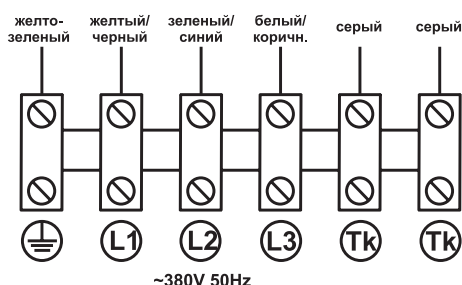 желто-
зеленый
желтый/
черный
зеленый/
синий
белый/
коричн.
серый
серый
L1
L2
L3
Tk
Tk
~380V 50Hz